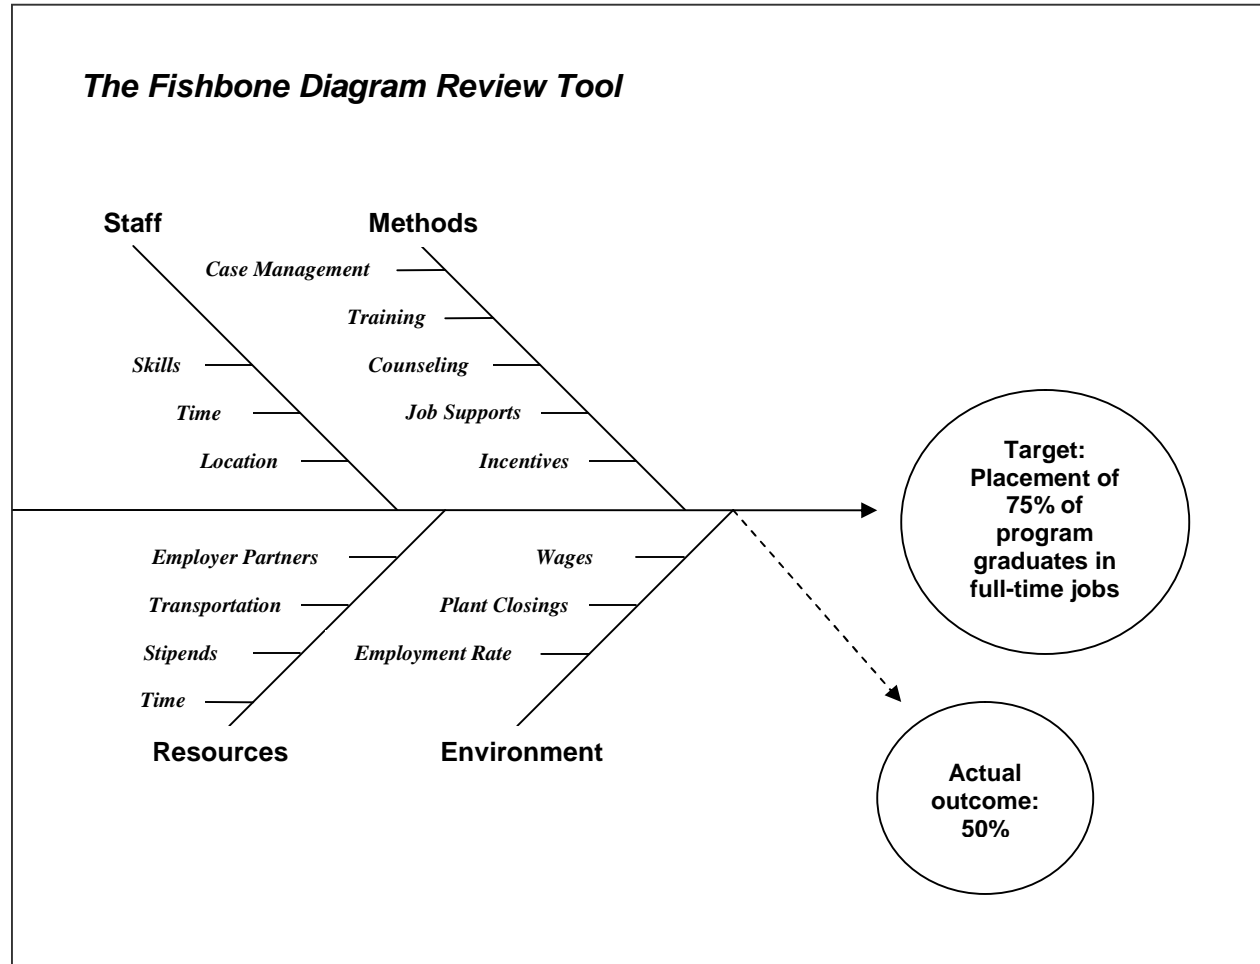 The Fishbone Diagram Review Tool
Staff
Methods
Case Management
Training
Skills
Counseling
Time
Job Supports
Location
Incentives
Target:
Placement of
75% of
program
graduates in
full-time jobs
Employer Partners
Wages
Transportation
Plant Closings
Stipends
Employment Rate
Time
Resources
Environment
Actual
outcome:
50%